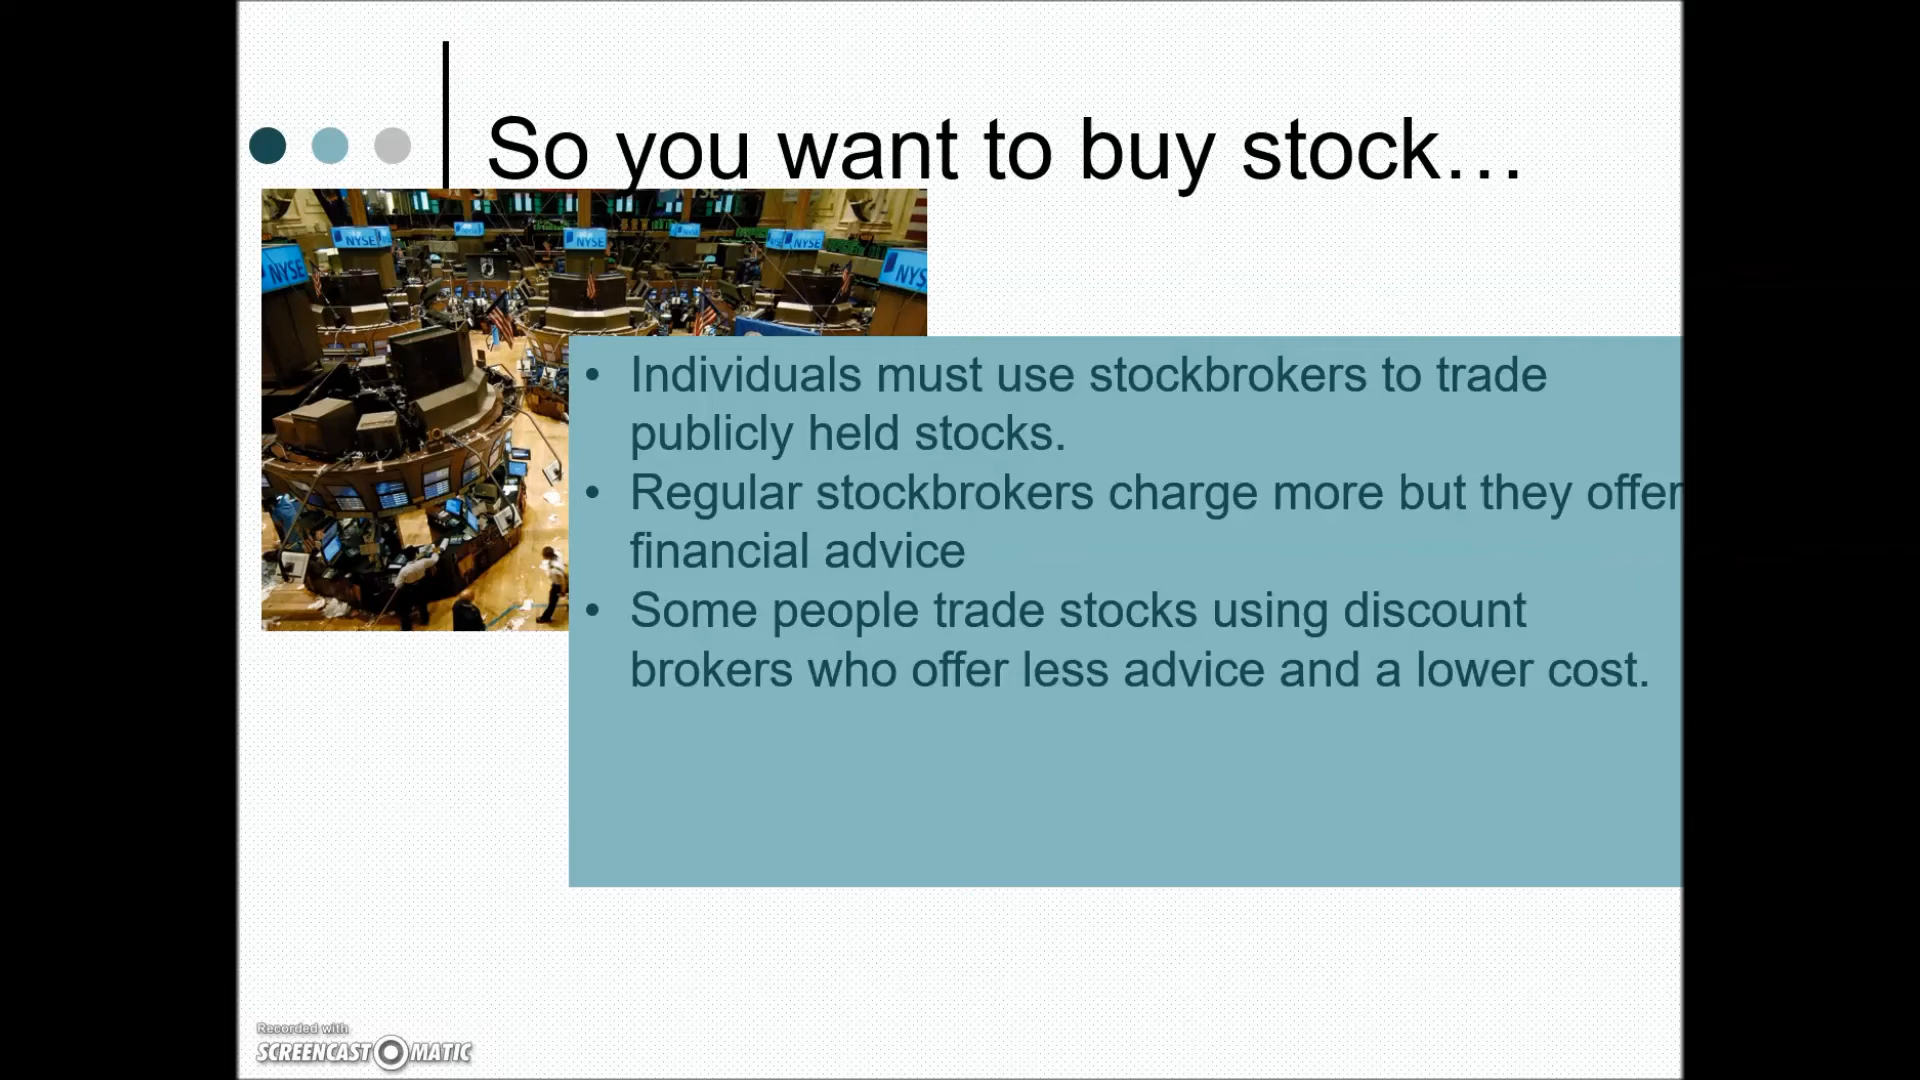 So you want to buy stock…
NYSE
NYSE
NYSE
NYSE
NYS
• Individuals must use stockbrokers to trade
publicly held stocks.
• Regular stockbrokers charge more but they offer
financial advice
• Some people trade stocks using discount
brokers who offer less advice and a lower cost.
Recorded with
SCREENCAST MATIC